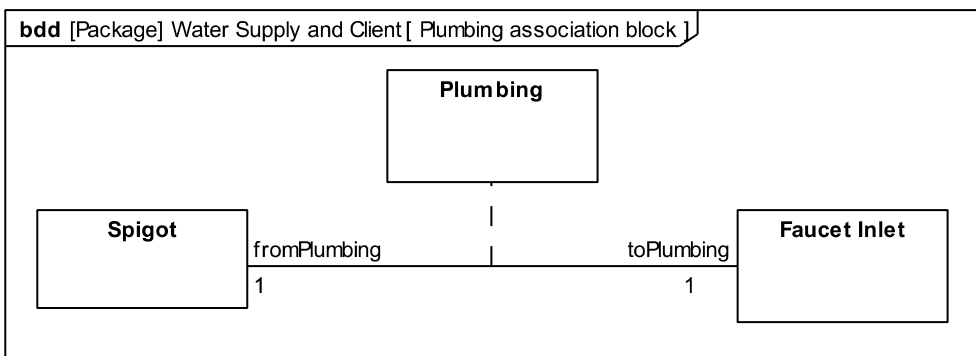 bdd [Package] Water Supply and Client [ Plumbing association block ]
Plumbing
Spigot
Faucet Inlet
fromPlumbing
toPlumbing
1
1